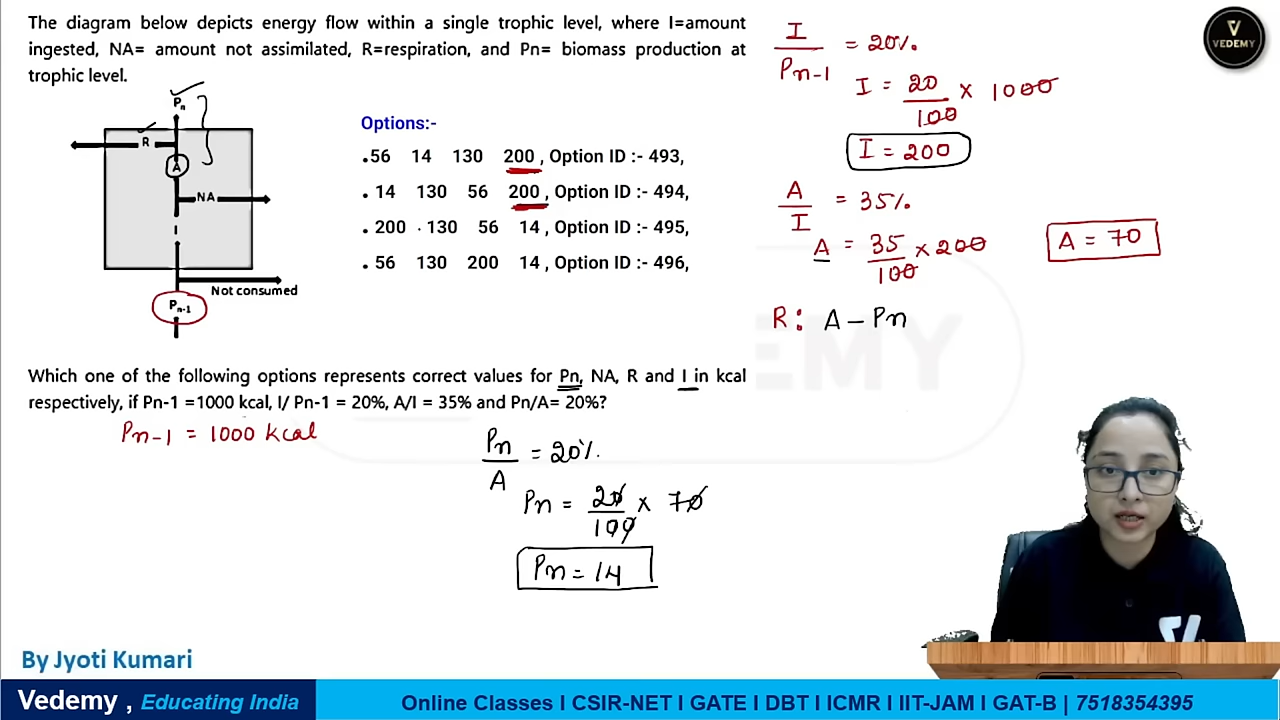 The diagram below depicts energy flow within a single trophic level, where I=amount
ingested, NA= amount not assimilated, R=respiration, and Pn= biomass production at
trophic level.
Pn
R
A
NA
I
Not consumed
Pn-1
Options:-
.56 14 130 200, Option ID :- 493,
. 14 130 56 200, Option ID :- 494,
. 200 130 56 14, Option ID :- 495,
. 56 130 200 14, Option ID :- 496,
Which one of the following options represents correct values for Pn, NA, R and I in kcal
respectively, if Pn-1 =1000 kcal, I/ Pn-1 = 20%, A/I = 35% and Pn/A= 20%?
Pn-1 = 1000 kcal
Pn/A = 20%.
Pn = 20/100 x 70
Pn = 14
I/Pn-1 = 20%.
I = 20/100 x 1000
I = 200
A/I = 35%.
A = 35/100 x 200
A = 70
R: A - Pn
VEDEMY
By Jyoti Kumari
Vedemy , Educating India
Online Classes I CSIR-NET I GATE I DBT I ICMR I IIT-JAM I GAT-B | 7518354395